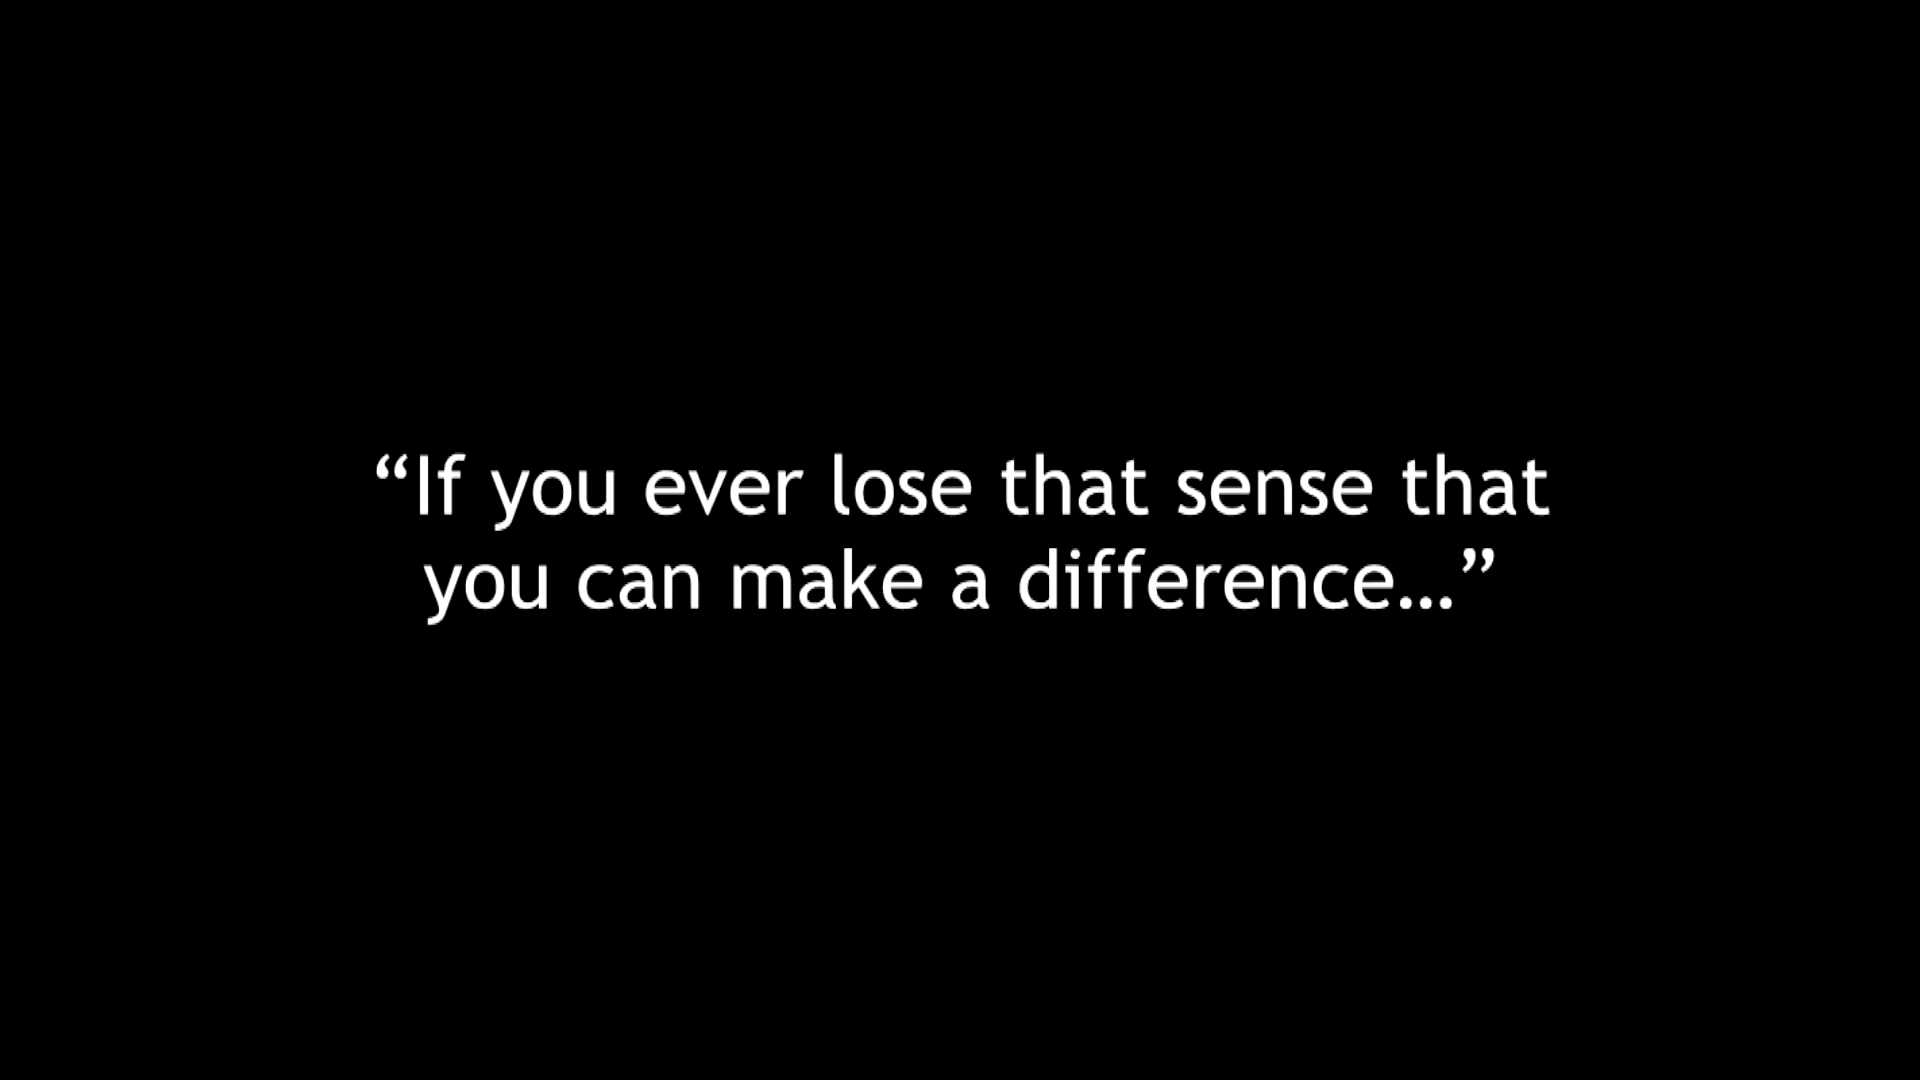 “If you ever lose that sense that
you can make a difference...”